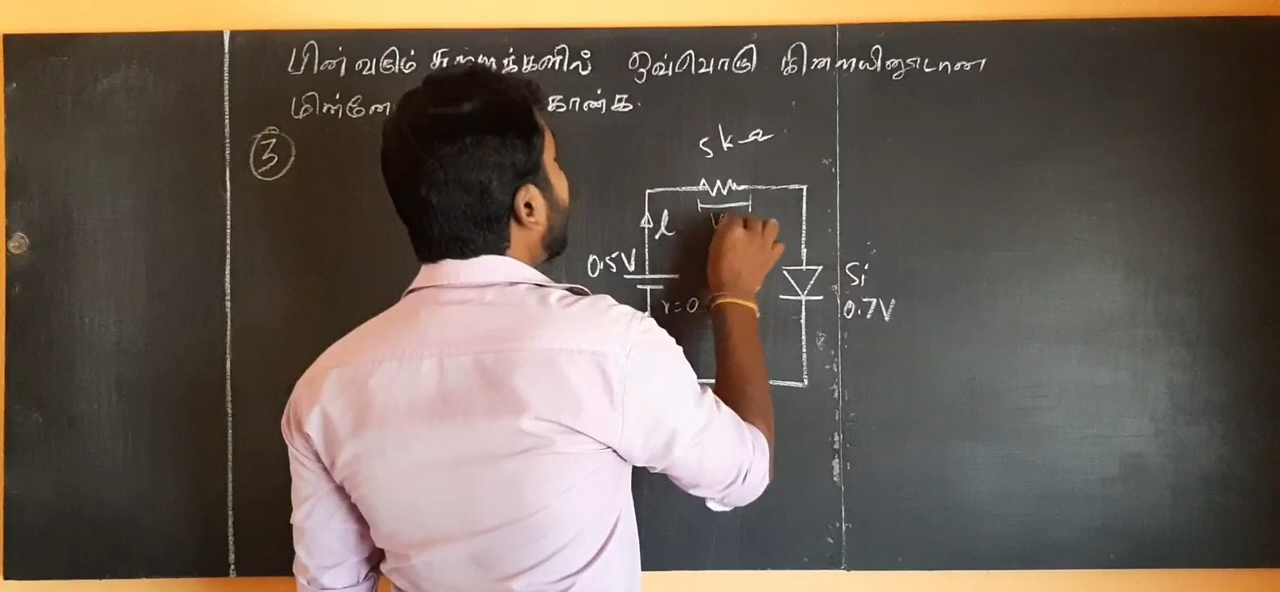 பின்வரும் சுற்றுக்களில் ஒவ்வொரு கிளையினூடான
மின்னோ காண்க.
3
5kΩ
I
0.5V
r=0
Si
0.7V
V